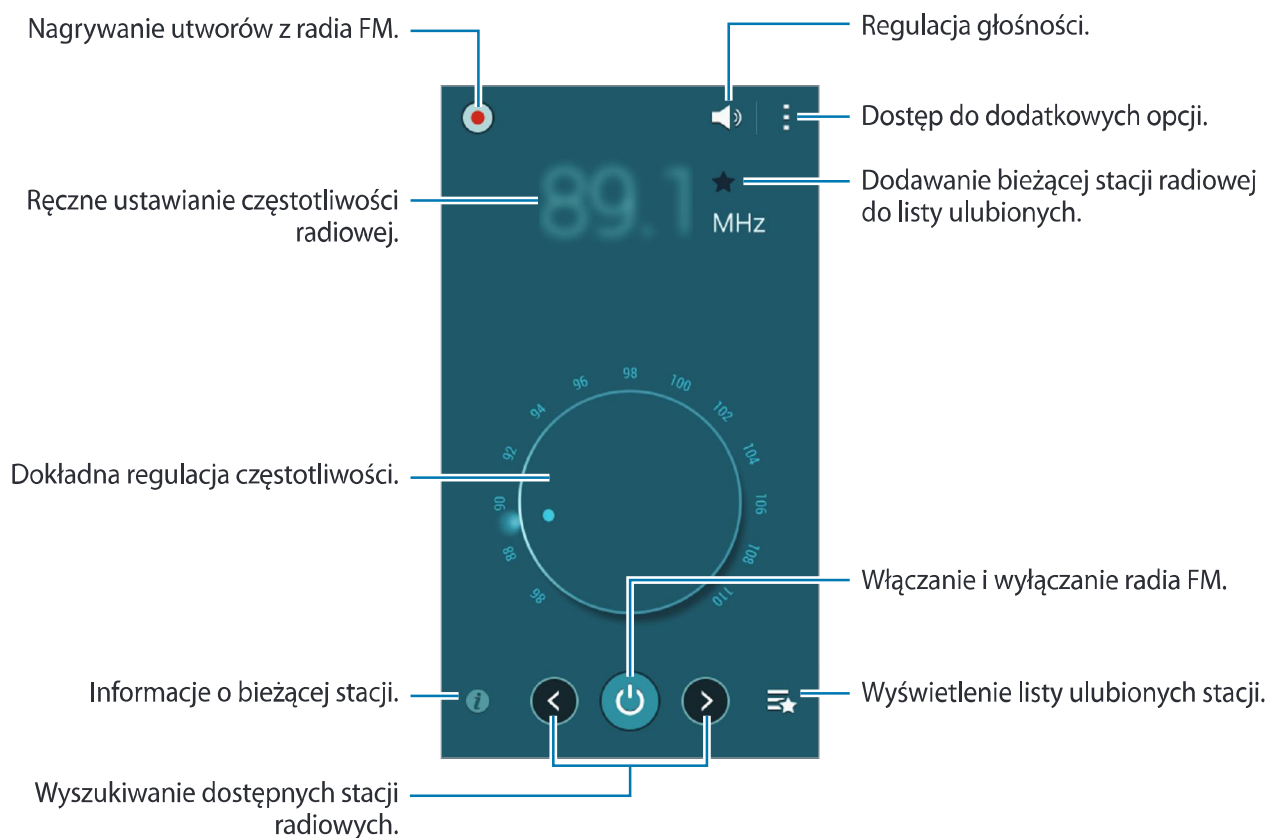 Nagrywanie utworów z radia FM.
Regulacja głośności.
Dostęp do dodatkowych opcji.
Ręczne ustawianie częstotliwości
radiowej.
89.1
MHz
Dodawanie bieżącej stacji radiowej
do listy ulubionych.
Dokładna regulacja częstotliwości.
86
88
90
92
94
96
98
100
102
104
106
108
110
Włączanie i wyłączanie radia FM.
Informacje o bieżącej stacji.
i
Wyświetlenie listy ulubionych stacji.
Wyszukiwanie dostępnych stacji
radiowych.